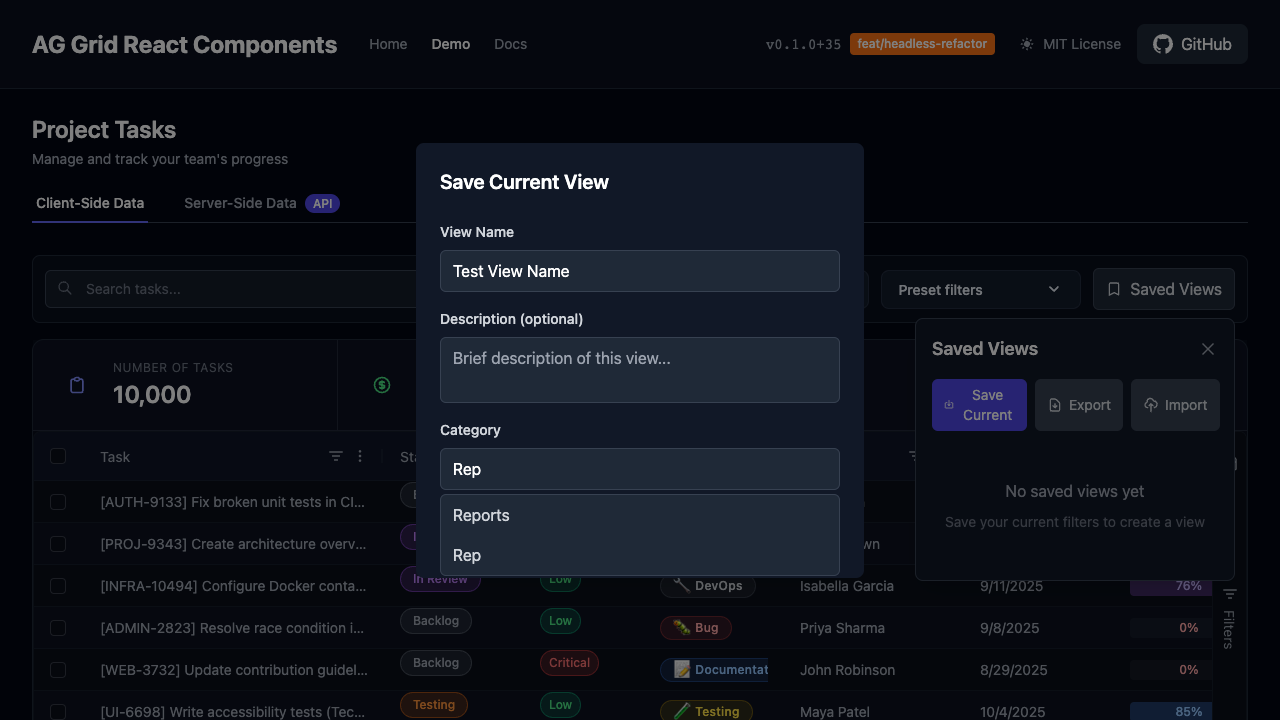 AG Grid React Components
Home
Demo
Docs
v0.1.0+35
feat/headless-refactor
MIT License
GitHub
Project Tasks
Manage and track your team's progress
Client-Side Data
Server-Side Data
API
Search tasks...
Preset filters
Saved Views
NUMBER OF TASKS
10,000
Save Current View
View Name
Test View Name
Description (optional)
Brief description of this view...
Category
Rep
Reports
Rep
Saved Views
Save
Current
Export
Import
No saved views yet
Save your current filters to create a view
Task
[AUTH-9133] Fix broken unit tests in CI...
[PROJ-9343] Create architecture overv...
[INFRA-10494] Configure Docker conta...
In Review
Low
DevOps
Isabella Garcia
9/11/2025
76%
[ADMIN-2823] Resolve race condition i...
Backlog
Low
Bug
Priya Sharma
9/8/2025
0%
[WEB-3732] Update contribution guidel...
Backlog
Critical
Documentat
John Robinson
8/29/2025
0%
[UI-6698] Write accessibility tests (Tec...
Testing
Low
Testing
Maya Patel
10/4/2025
85%
Filters